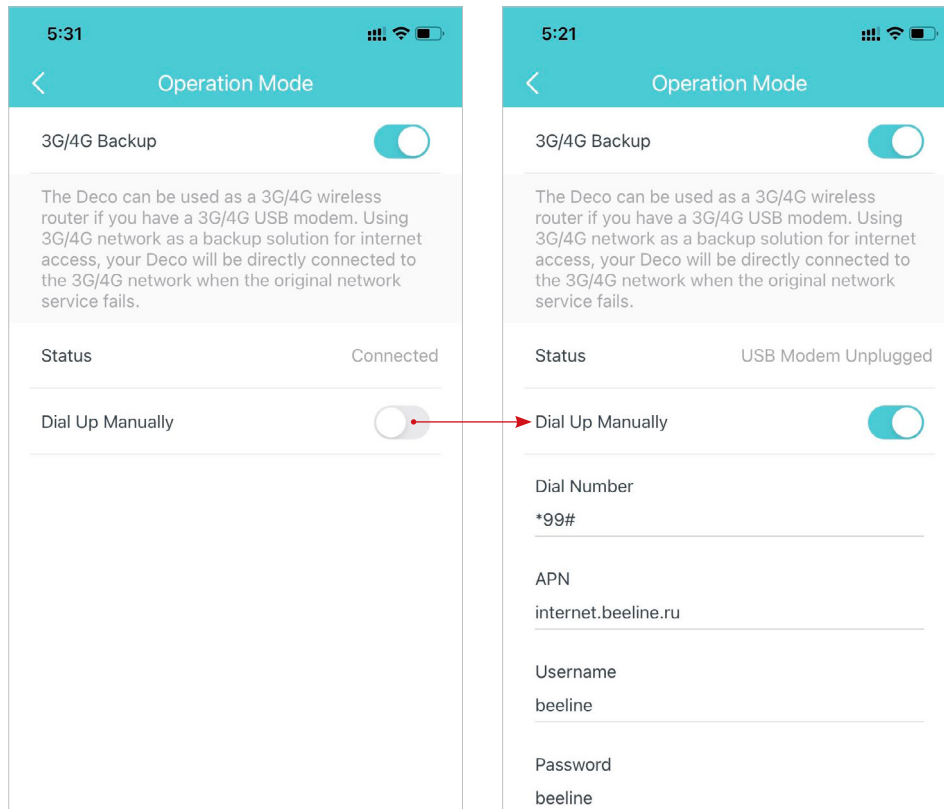 5:31
Operation Mode
3G/4G Backup
The Deco can be used as a 3G/4G wireless
router if you have a 3G/4G USB modem. Using
3G/4G network as a backup solution for internet
access, your Deco will be directly connected to
the 3G/4G network when the original network
service fails.
Status Connected
Dial Up Manually
5:21
Operation Mode
3G/4G Backup
The Deco can be used as a 3G/4G wireless
router if you have a 3G/4G USB modem. Using
3G/4G network as a backup solution for internet
access, your Deco will be directly connected to
the 3G/4G network when the original network
service fails.
Status USB Modem Unplugged
Dial Up Manually
Dial Number
*99#
APN
internet.beeline.ru
Username
beeline
Password
beeline